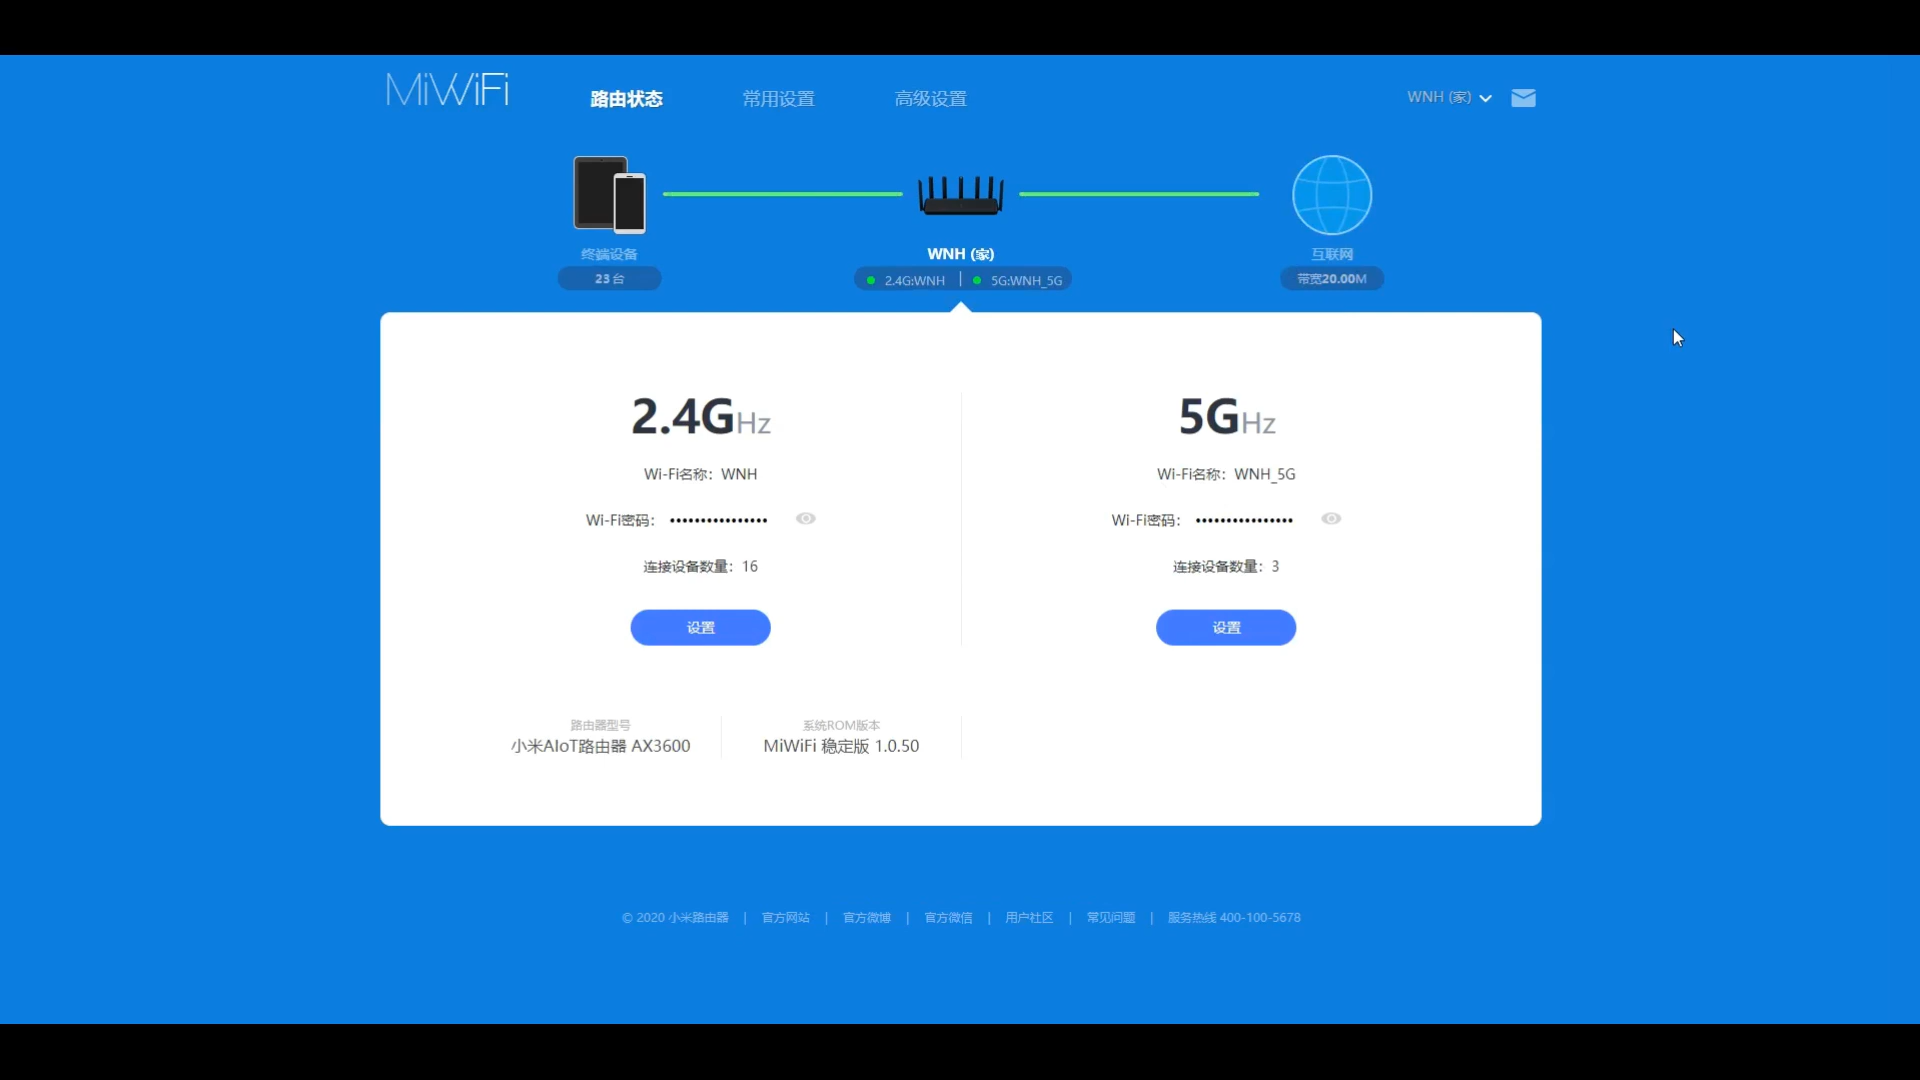 MiWiFi 路由状态 常用设置 高级设置 WNH (家)
终端设备 WNH (家) 互联网
23 台 2.4G:WNH | 5G:WNH_5G 带宽20.00M
2.4GHz 5GHz
Wi-Fi名称：WNH Wi-Fi名称：WNH_5G
Wi-Fi密码： •••••••••••••••• Wi-Fi密码： ••••••••••••••••
连接设备数量：16 连接设备数量：3
设置 设置
路由器型号 系统ROM版本
小米AIoT路由器 AX3600 MiWiFi 稳定版 1.0.50
© 2020 小米路由器 | 官方网站 | 官方微博 | 官方微信 | 用户社区 | 常见问题 | 服务热线 400-100-5678